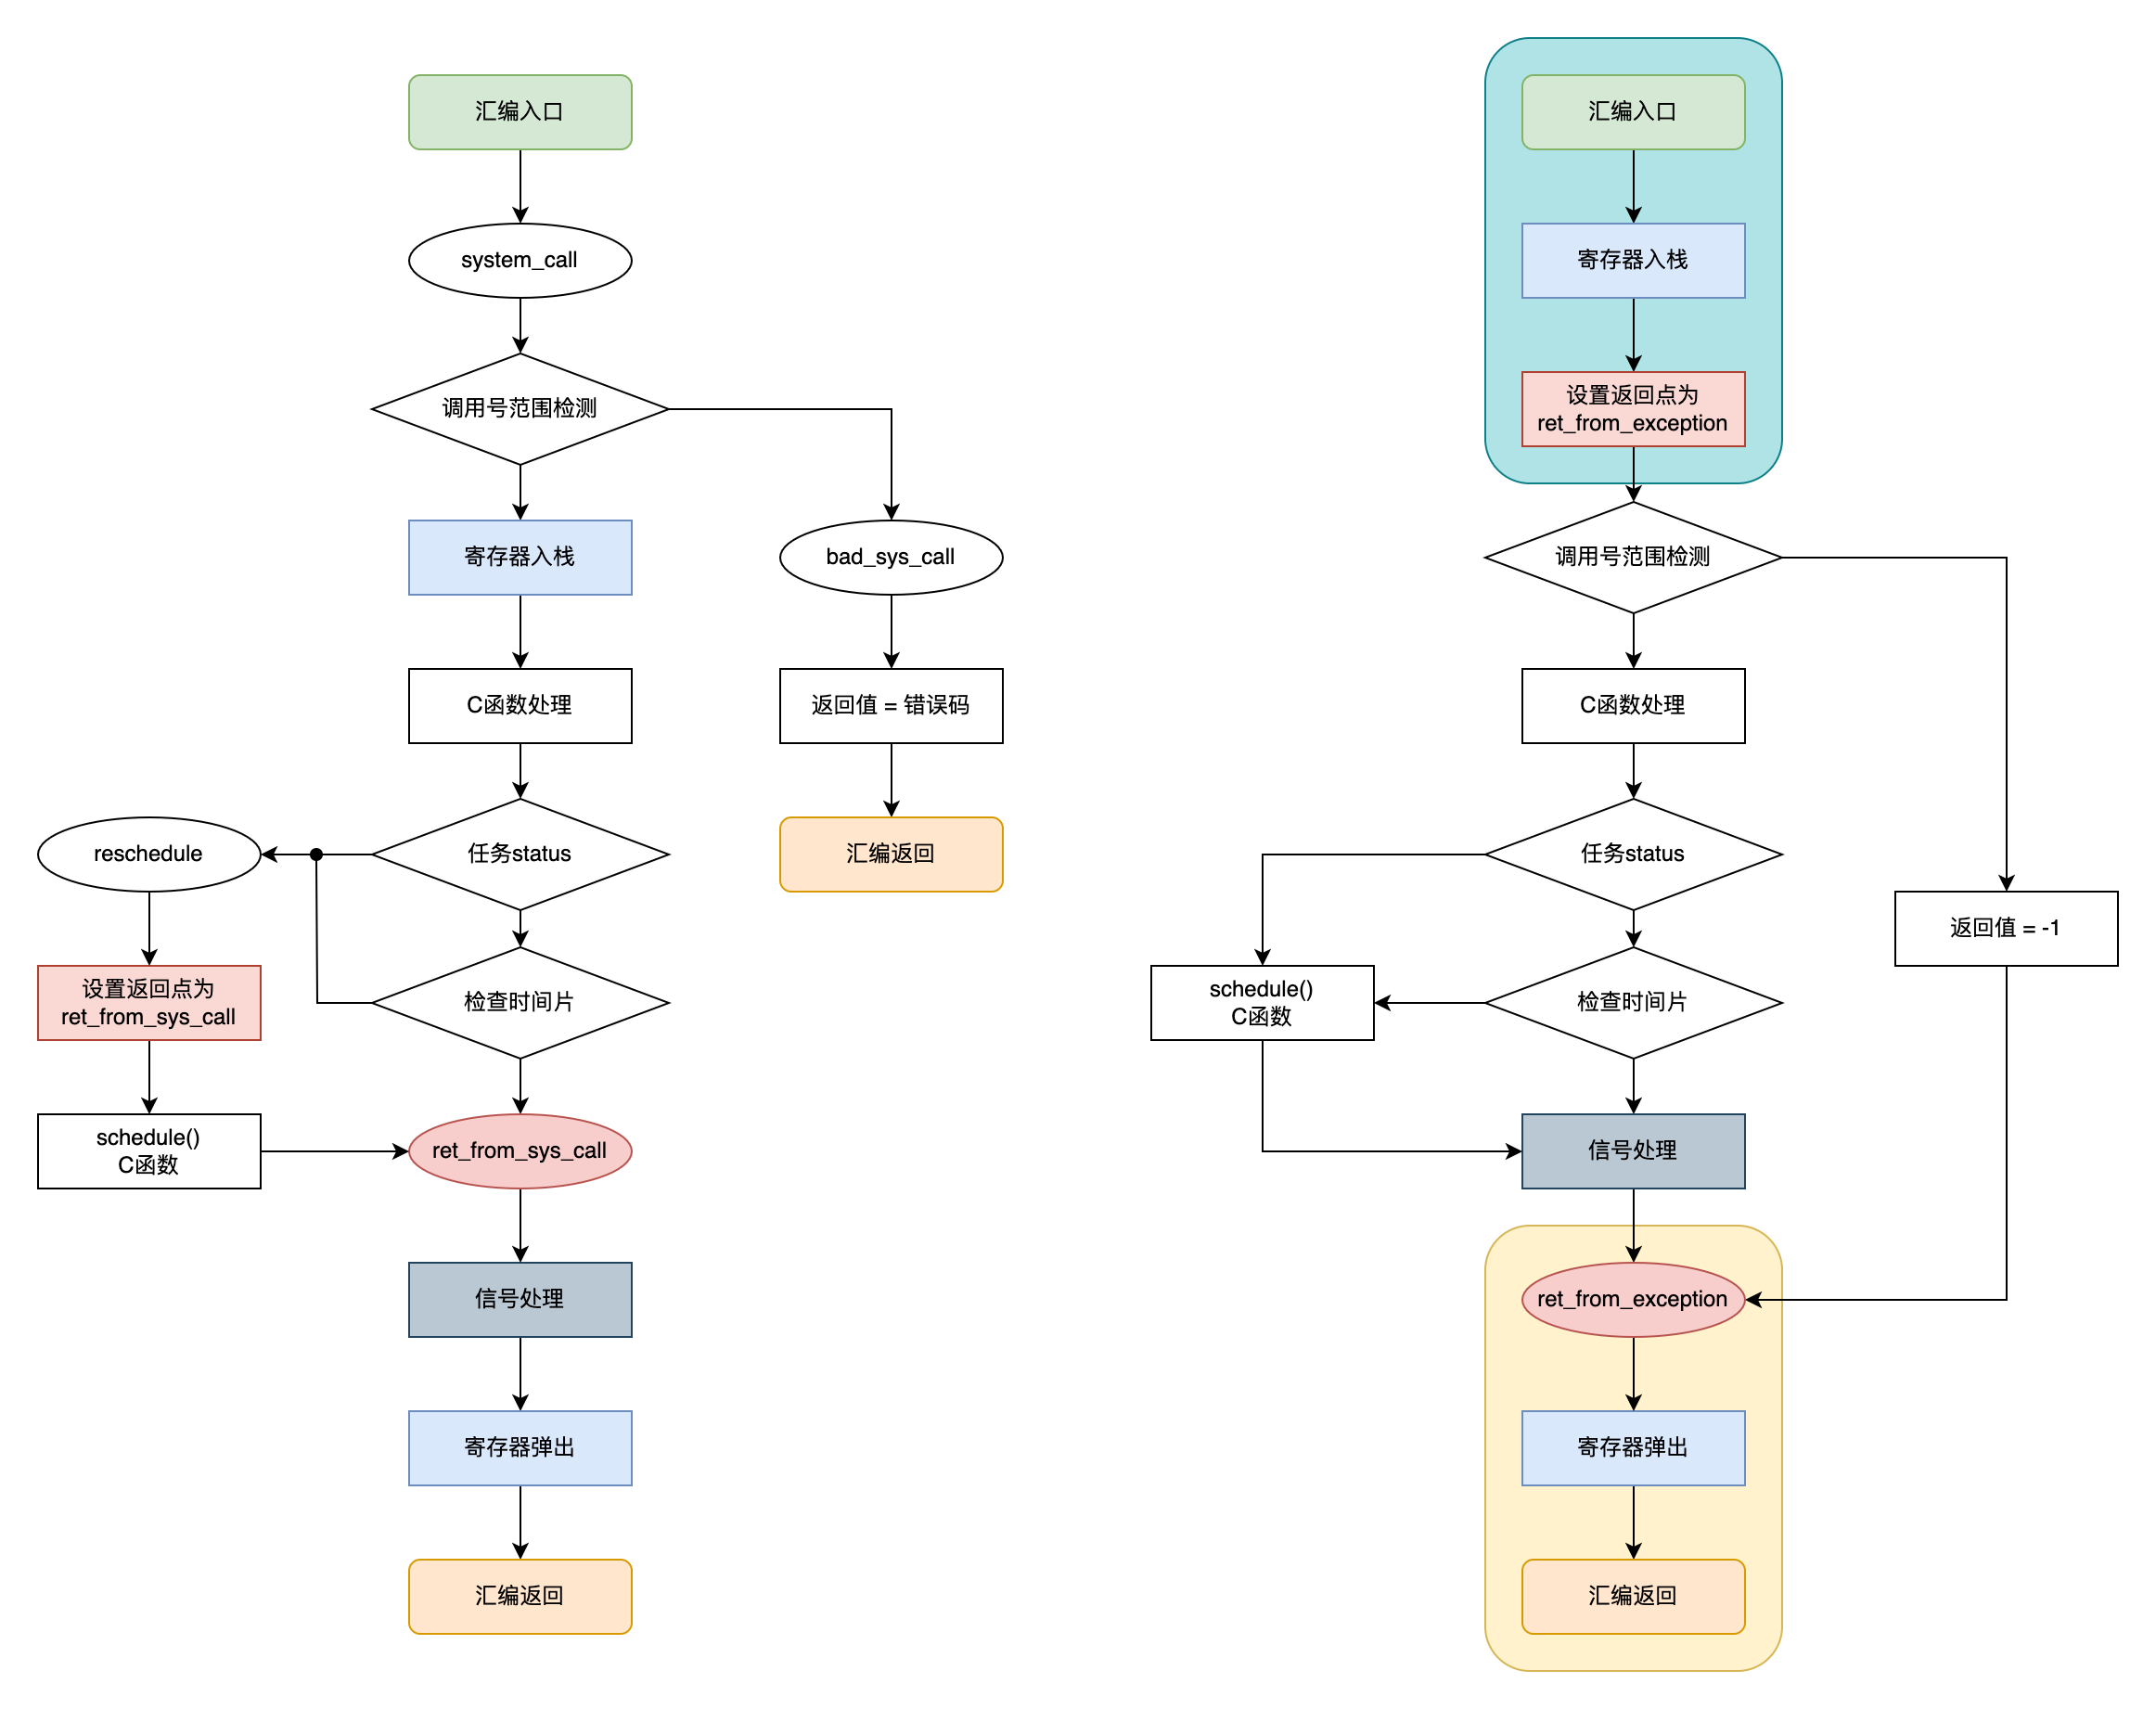 汇编入口
system_call
调用号范围检测
寄存器入栈
bad_sys_call
C函数处理
返回值 = 错误码
reschedule
任务status
汇编返回
设置返回点为
ret_from_sys_call
检查时间片
schedule()
C函数
ret_from_sys_call
信号处理
寄存器弹出
汇编返回
汇编入口
寄存器入栈
设置返回点为
ret_from_exception
调用号范围检测
C函数处理
任务status
返回值 = -1
schedule()
C函数
检查时间片
信号处理
ret_from_exception
寄存器弹出
汇编返回